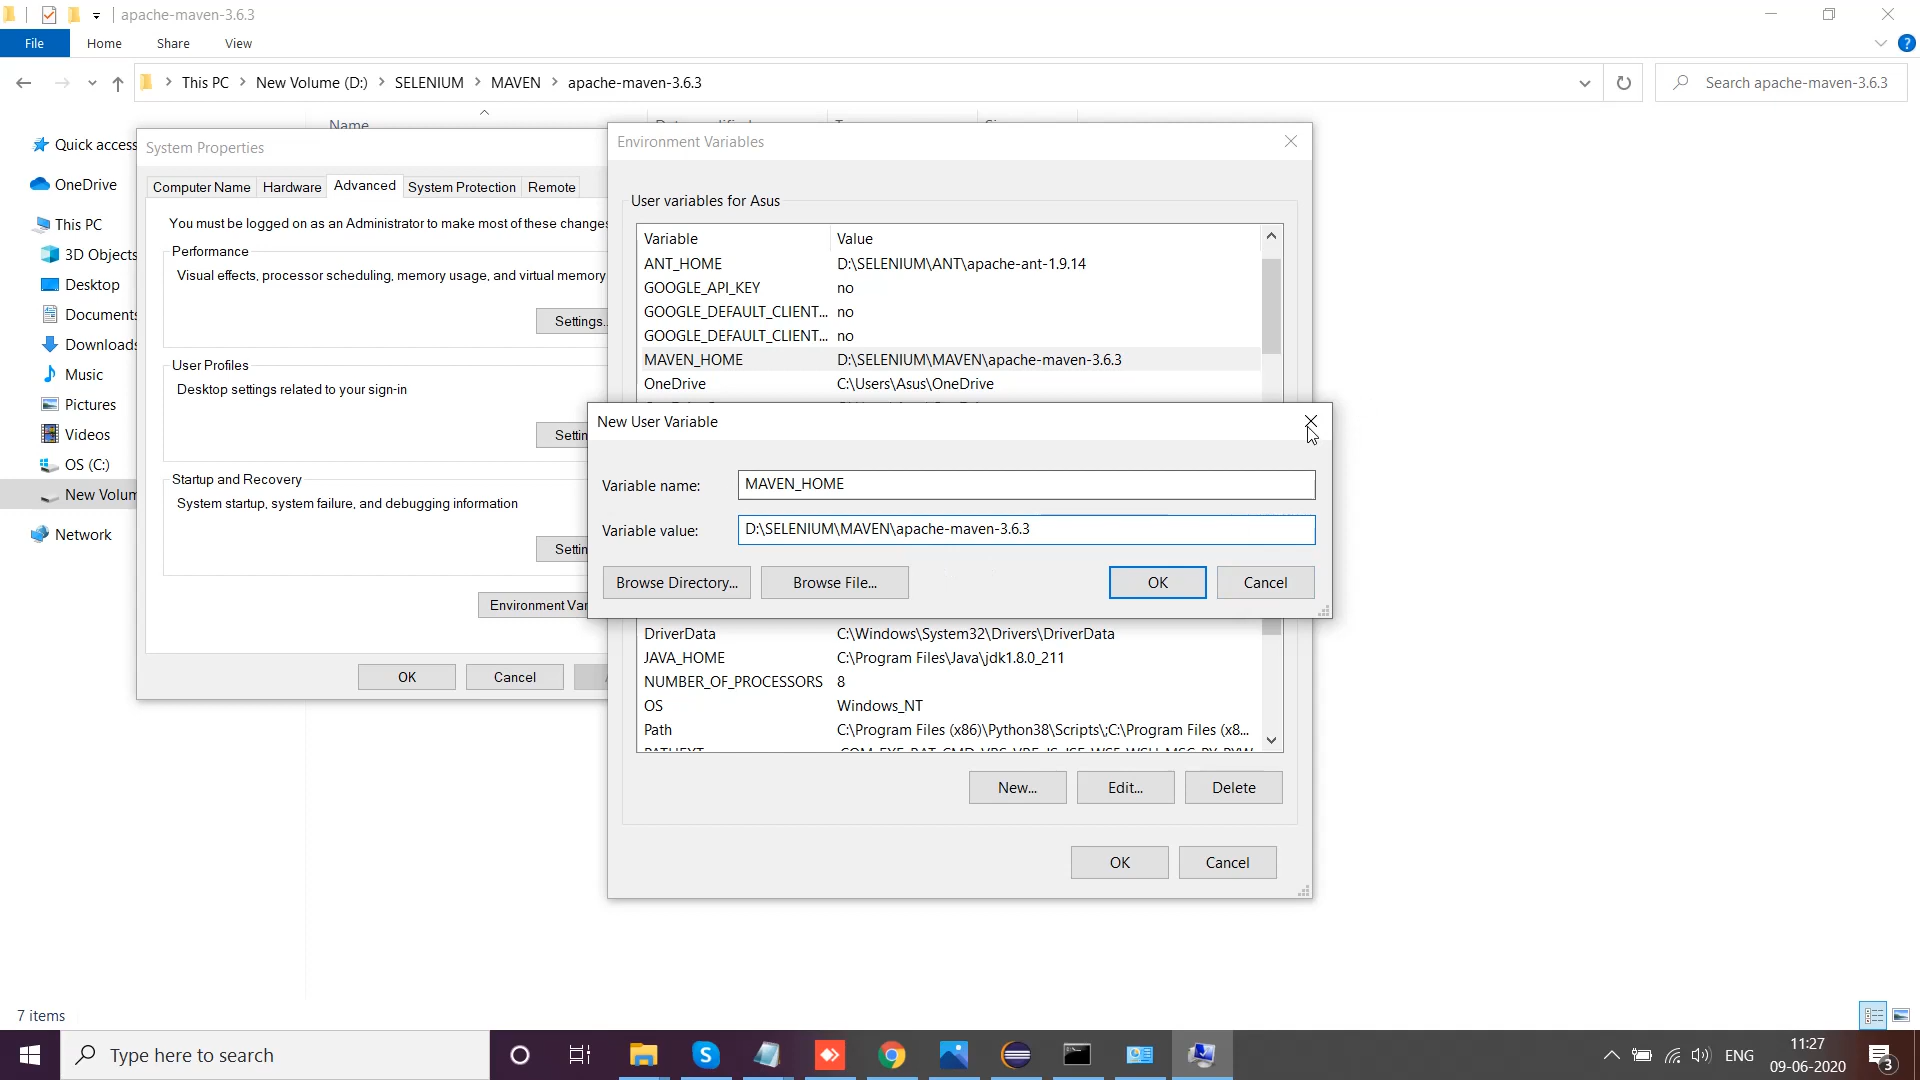 apache-maven-3.6.3
File Home Share View
This PC New Volume (D:) SELENIUM MAVEN apache-maven-3.6.3
Search apache-maven-3.6.3
Name
Quick access
OneDrive
This PC
3D Objects
Desktop
Documents
Downloads
Music
Pictures
Videos
OS (C:)
New Volum
Network
System Properties
Computer Name Hardware Advanced System Protection Remote
You must be logged on as an Administrator to make most of these changes
Performance
Visual effects, processor scheduling, memory usage, and virtual memory
Settings..
User Profiles
Desktop settings related to your sign-in
Settin
Startup and Recovery
System startup, system failure, and debugging information
Settin
Environment Var
OK Cancel
Environment Variables
User variables for Asus
Variable Value
ANT_HOME D:\SELENIUM\ANT\apache-ant-1.9.14
GOOGLE_API_KEY no
GOOGLE_DEFAULT_CLIENT... no
GOOGLE_DEFAULT_CLIENT... no
MAVEN_HOME D:\SELENIUM\MAVEN\apache-maven-3.6.3
OneDrive C:\Users\Asus\OneDrive
New User Variable
Variable name: MAVEN_HOME
Variable value: D:\SELENIUM\MAVEN\apache-maven-3.6.3
Browse Directory... Browse File... OK Cancel
DriverData C:\Windows\System32\Drivers\DriverData
JAVA_HOME C:\Program Files\Java\jdk1.8.0_211
NUMBER_OF_PROCESSORS 8
OS Windows_NT
Path C:\Program Files (x86)\Python38\Scripts\;C:\Program Files (x8...
New... Edit... Delete
OK Cancel
7 items
Type here to search
ENG
11:27
09-06-2020
3